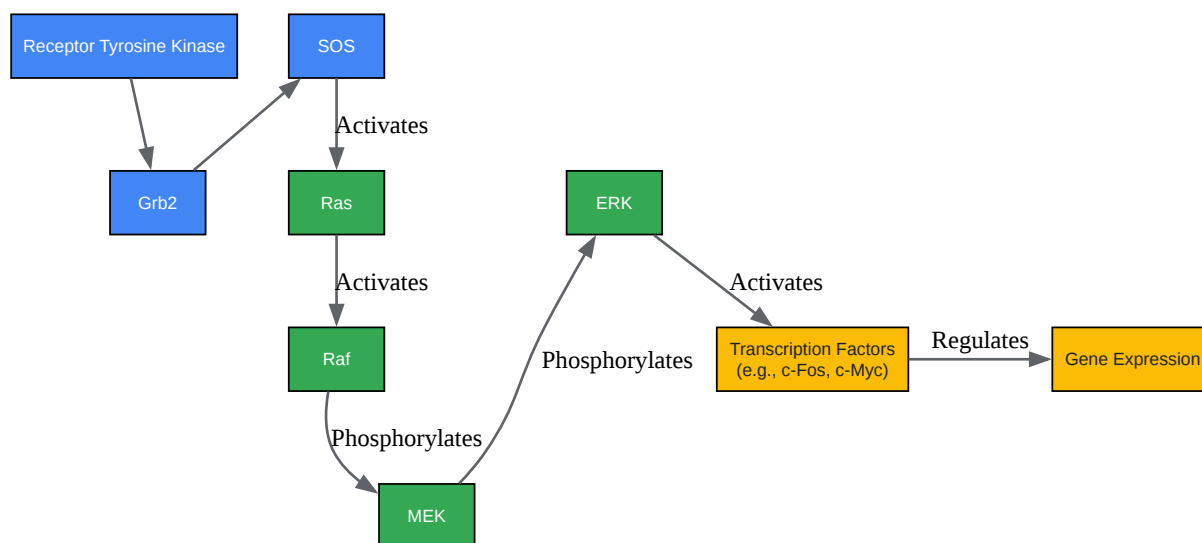 Receptor Tyrosine Kinase
SOS
Activates
Grb2
Ras
ERK
Activates
Activates
Raf
Phosphorylates
Transcription Factors
(e.g., c-Fos, c-Myc)
Regulates
Gene Expression
Phosphorylates
MEK